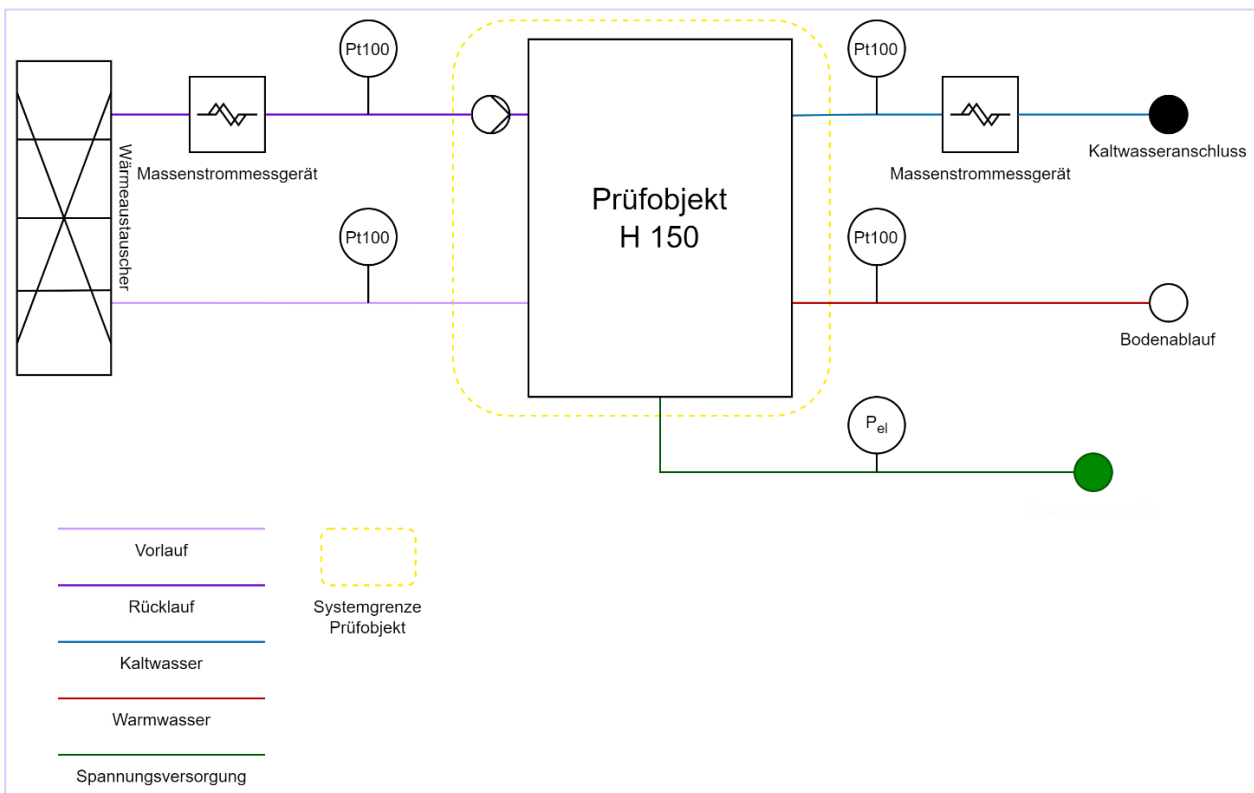 Pt100
Pt100
Wärmeaustauscher
Massenstrommessgerät
Massenstrommessgerät
Kaltwasseranschluss
Prüfobjekt
H 150
Pt100
Pt100
Bodenablauf
P el
Vorlauf
Rücklauf
Systemgrenze
Prüfobjekt
Kaltwasser
Warmwasser
Spannungsversorgung